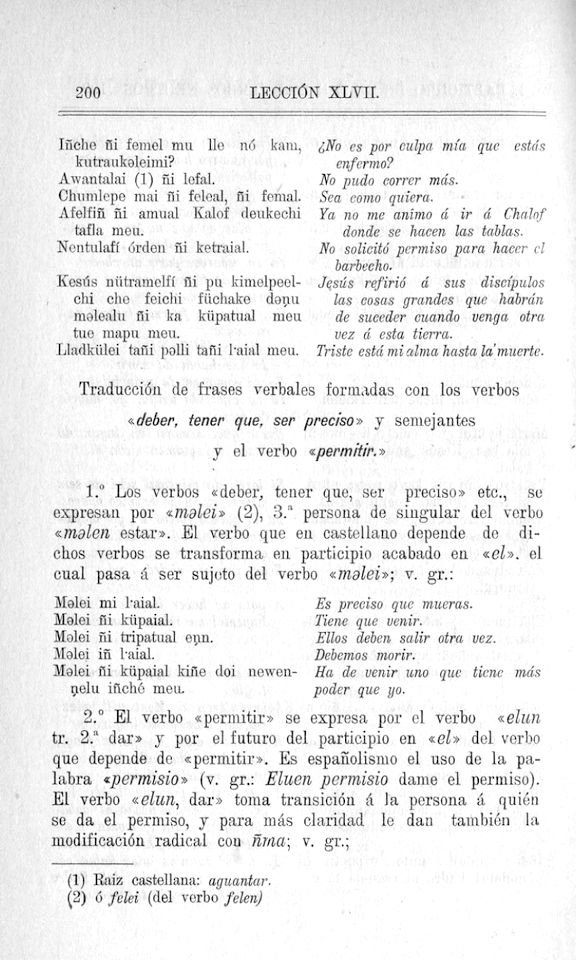 200 LECCIÓN XLVII.
Iñche ñi femel mu lle nó kam, ¿No es por culpa mía que estás
kutraukəleimi? enfermo?
Awantalai (1) ñi lefal. No pudo correr más.
Chumlepe mai ñi feleal, ñi femal. Sea como quiera.
Afelfiñ ñi amual Kalof deukechi Ya no me animo á ir á Chalof
tafla meu. donde se hacen las tablas.
Nentulafí órden ñi ketraial. No solicitó permiso para hacer el
barbecho.
Kesús nütramelfí ñi pu kimelpeel- Jesús refirió á sus discípulos
chi che feichi füchake dəŋu las cosas grandes que habrán
məlealu ñi ka küpatual meu de suceder cuando venga otra
tue mapu meu. vez á esta tierra.
Lladkülei tañi pəlli tañi l·aial meu. Triste está mi alma hasta la muerte.
Traducción de frases verbales formadas con los verbos
«deber, tener que, ser preciso» y semejantes
y el verbo «permitir.»
1.º Los verbos «deber, tener que, ser preciso» etc., se
expresan por «məlei» (2), 3.ª persona de singular del verbo
«məlen estar». El verbo que en castellano depende de di-
chos verbos se transforma en participio acabado en «el». el
cual pasa á ser sujeto del verbo «məlei»; v. gr.:
Məlei mi l·aial. Es preciso que mueras.
Məlei ñi küpaial. Tiene que venir.
Məlei ñi tripatual eŋn. Ellos deben salir otra vez.
Məlei iñ l·aial. Debemos morir.
Məlei ñi küpaial kiñe doi newen- Ha de venir uno que tiene más
ŋelu iñché meu. poder que yo.
2.º El verbo «permitir» se expresa por el verbo «elun
tr. 2.ª dar» y por el futuro del participio en «el» del verbo
que depende de «permitir». Es españolismo el uso de la pa-
labra «permisio» (v. gr.: Eluen permisio dame el permiso).
El verbo «elun, dar» toma transición á la persona á quién
se da el permiso, y para más claridad le dan también la
modificación radical con ñma; v. gr.;
(1) Raiz castellana: aguantar.
(2) ó felei (del verbo felen)